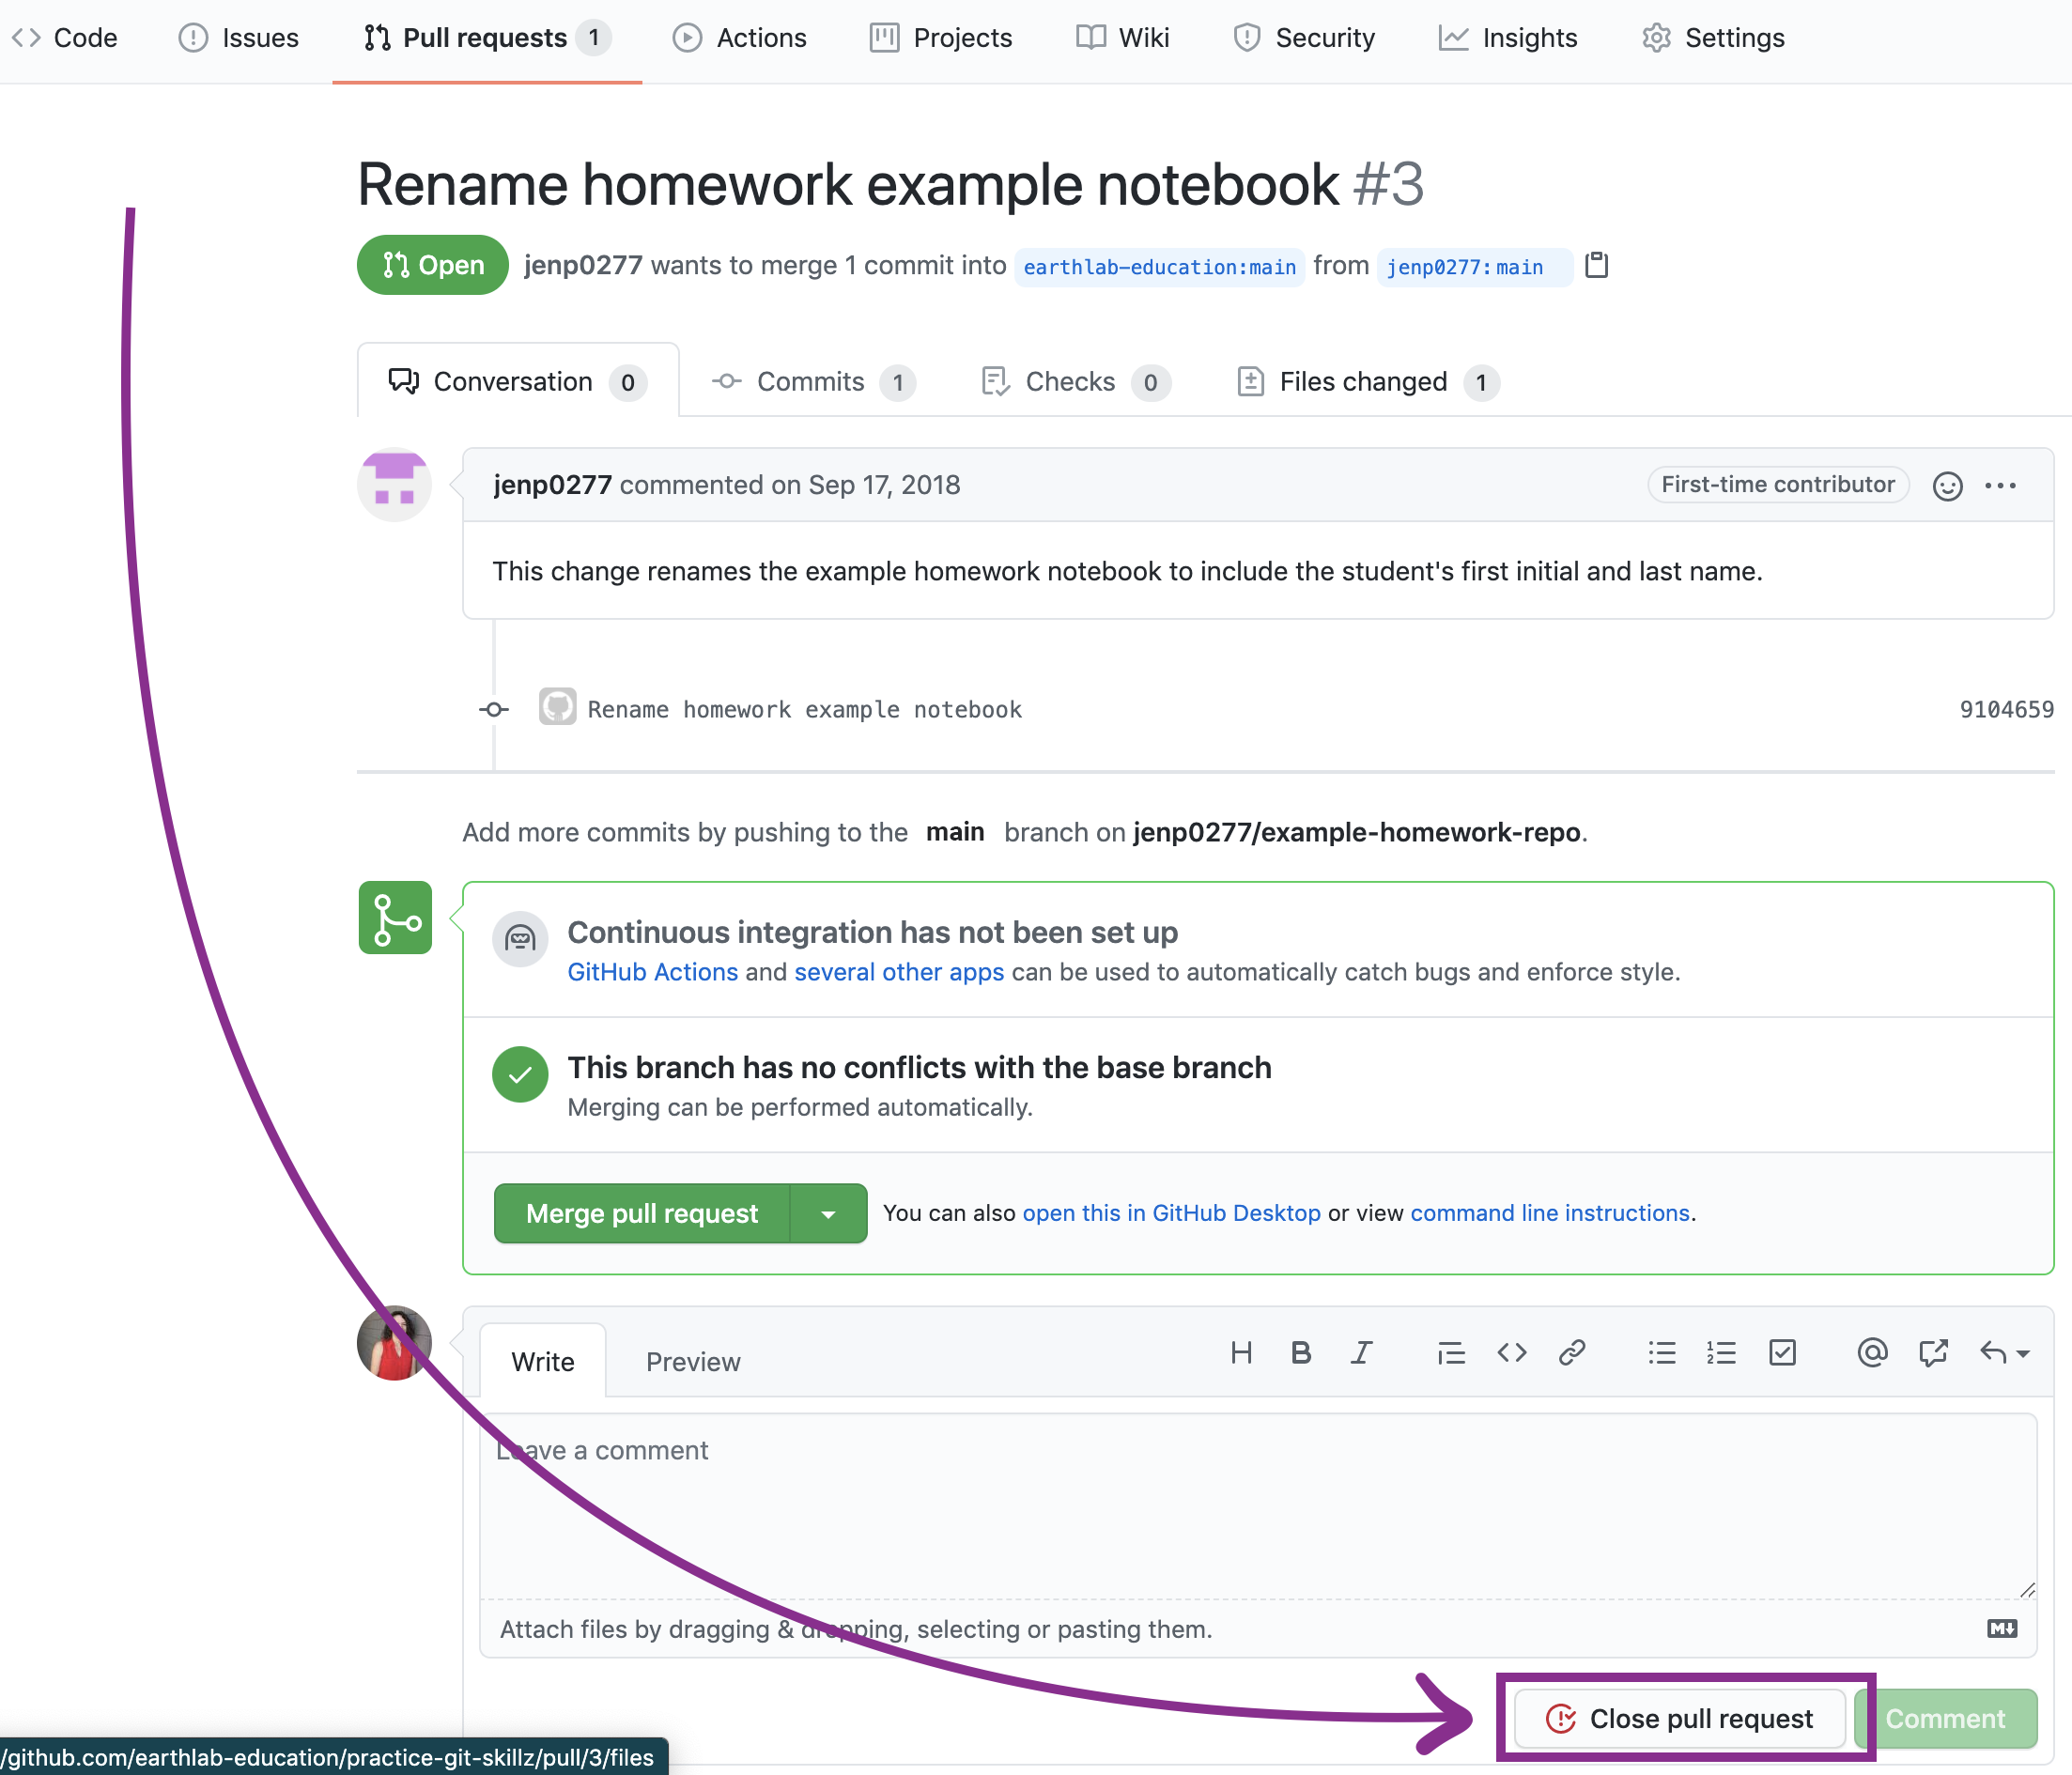 Code Issues Pull requests 1 Actions Projects Wiki Security Insights Settings
Rename homework example notebook #3
Open jenp0277 wants to merge 1 commit into earthlab-education:main from jenp0277:main
Conversation 0 Commits 1 Checks 0 Files changed 1
jenp0277 commented on Sep 17, 2018 First-time contributor
This change renames the example homework notebook to include the student's first initial and last name.
Rename homework example notebook 9104659
Add more commits by pushing to the main branch on jenp0277/example-homework-repo.
Continuous integration has not been set up
GitHub Actions and several other apps can be used to automatically catch bugs and enforce style.
This branch has no conflicts with the base branch
Merging can be performed automatically.
Merge pull request You can also open this in GitHub Desktop or view command line instructions.
Write Preview
Leave a comment
Attach files by dragging & dropping, selecting or pasting them.
Close pull request Comment
/github.com/earthlab-education/practice-git-skillz/pull/3/files